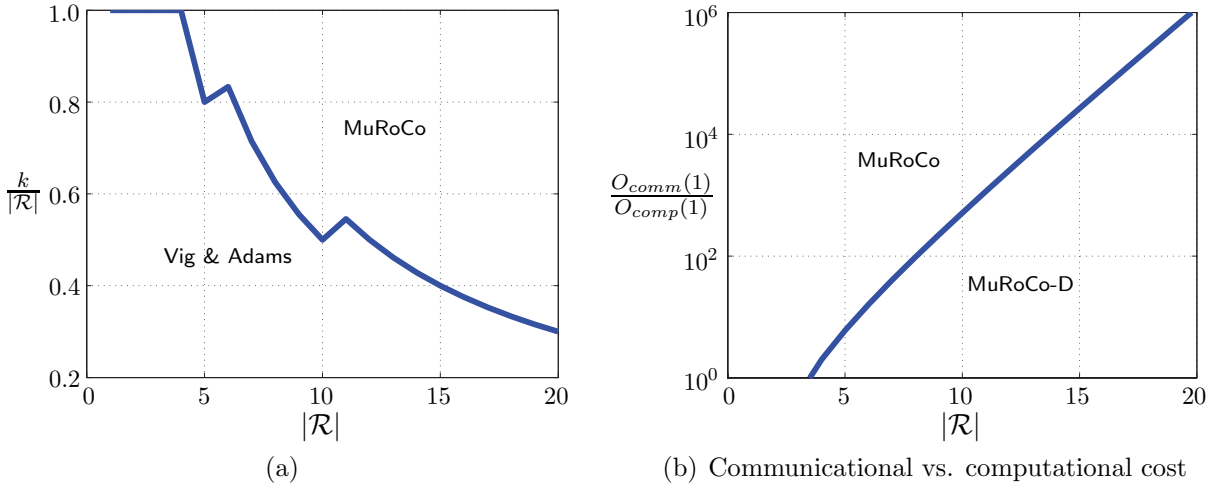 1.0
0.8
0.6
0.4
0.2
k
|R|
MuRoCo
Vig & Adams
0 5 10 15 20
|R|
(a)
10^6
10^4
10^2
10^0
O_comm(1)
O_comp(1)
MuRoCo
MuRoCo-D
0 5 10 15 20
|R|
(b) Communicational vs. computational cost